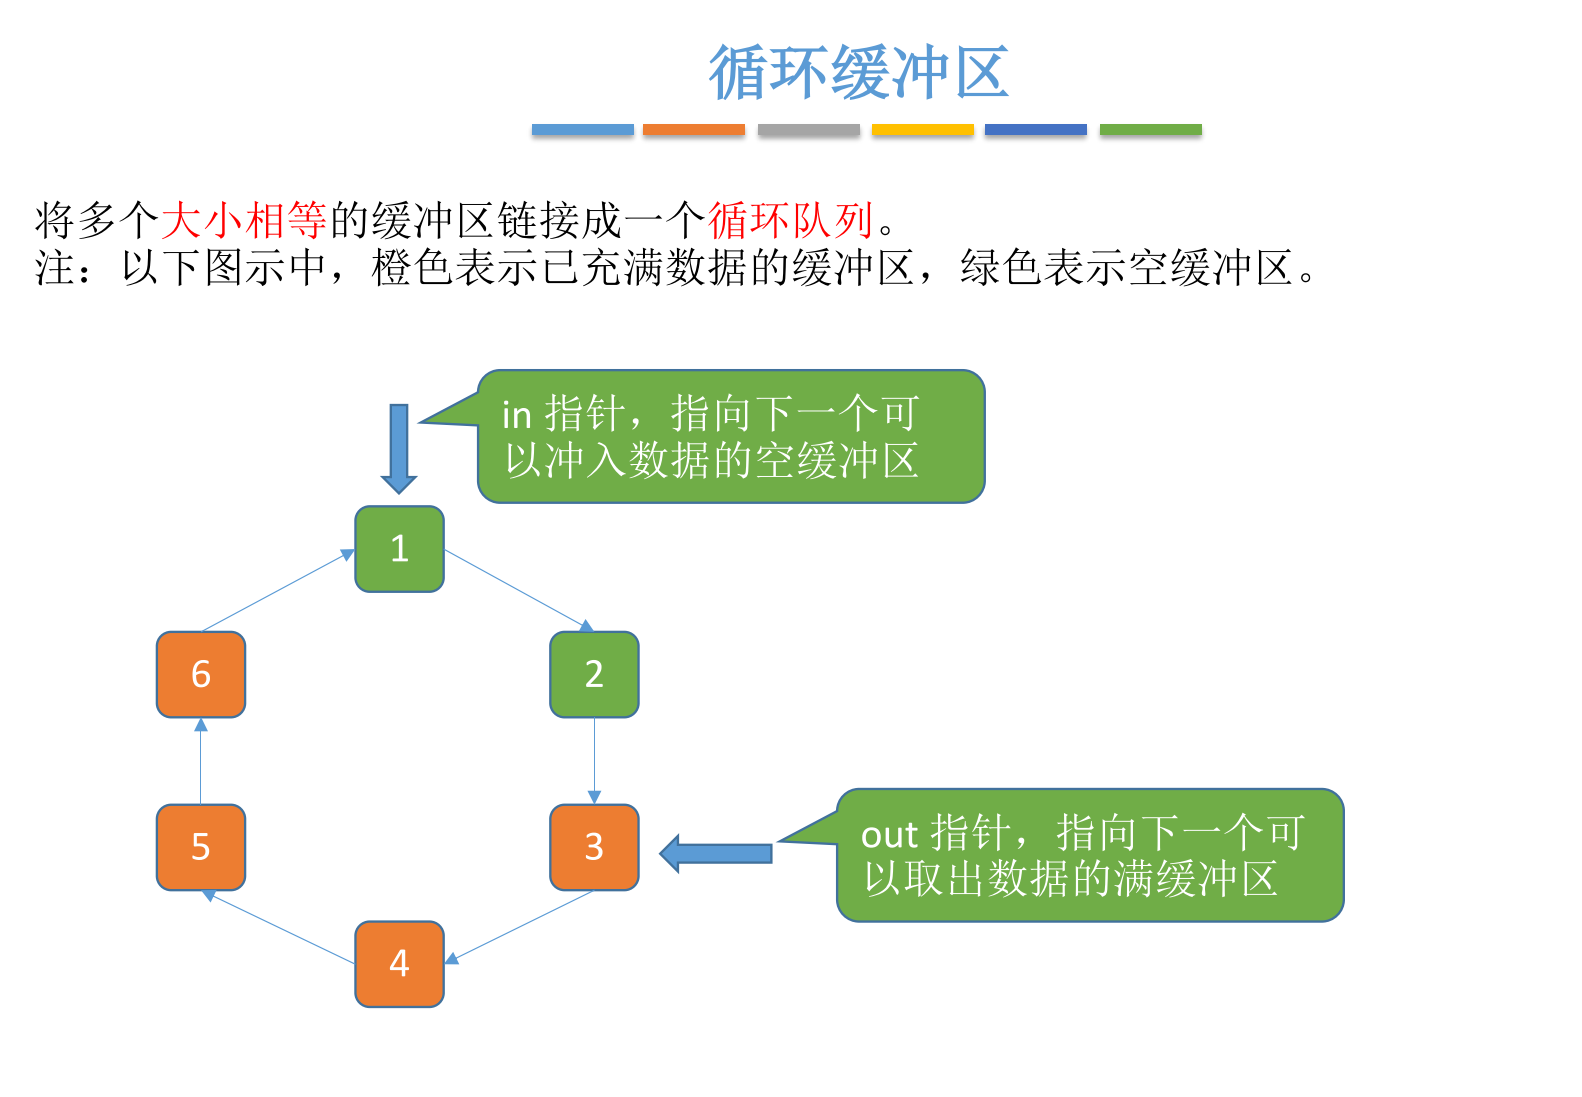 循环缓冲区
将多个大小相等的缓冲区链接成一个循环队列。
注：以下图示中，橙色表示已充满数据的缓冲区，绿色表示空缓冲区。
in 指针，指向下一个可
以冲入数据的空缓冲区
1
6
2
5
3
out 指针，指向下一个可
以取出数据的满缓冲区
4